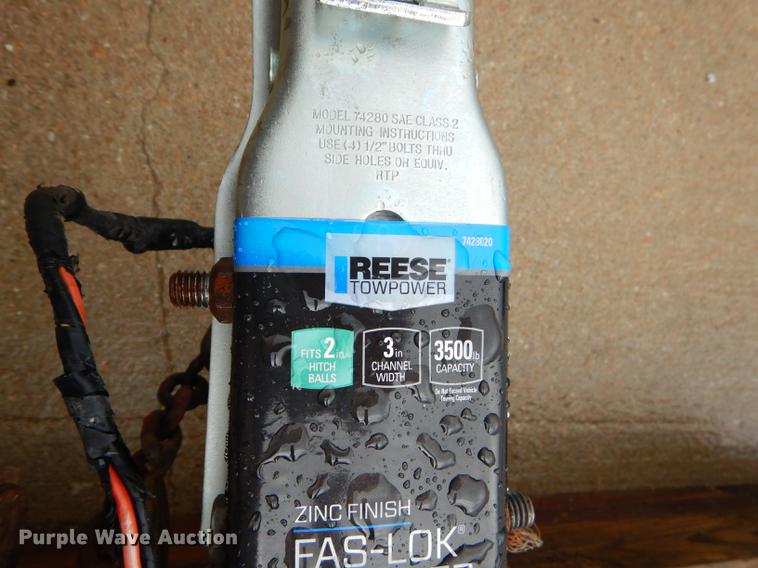 MODEL 74280 SAE CLASS 2
MOUNTING INSTRUCTIONS
USE (4) 1/2" BOLTS THRU
SIDE HOLES OR EQUIV.
RTP
7428020
REESE®
TOWPOWER
FITS 2 in
HITCH
BALLS
3 in
CHANNEL
WIDTH
3500 lb
CAPACITY
Do Not Exceed Vehicle
Towing Capacity
ZINC FINISH
FAS-LOK®
Purple Wave Auction